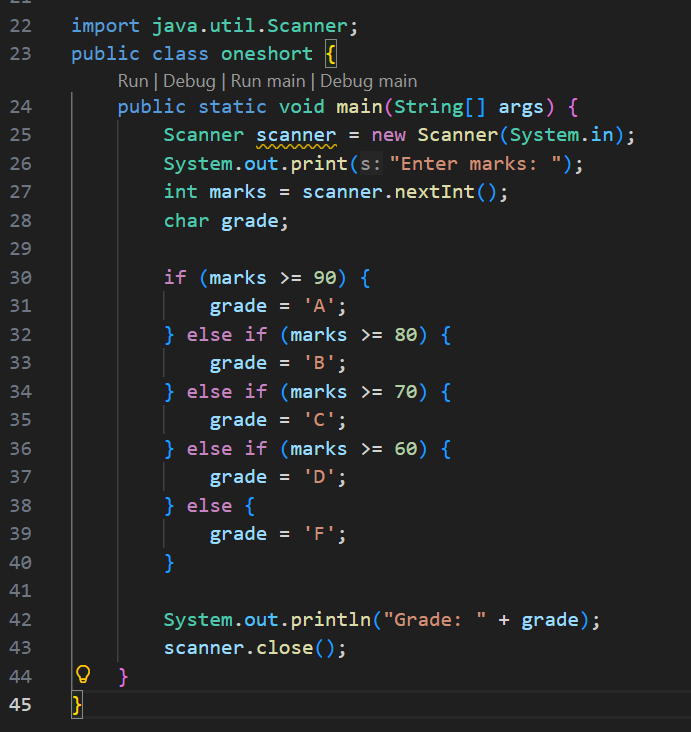 22 import java.util.Scanner;
23 public class oneshort {
Run | Debug | Run main | Debug main
24     public static void main(String[] args) {
25         Scanner scanner = new Scanner(System.in);
26         System.out.print(s: "Enter marks: ");
27         int marks = scanner.nextInt();
28         char grade;
29
30         if (marks >= 90) {
31             grade = 'A';
32         } else if (marks >= 80) {
33             grade = 'B';
34         } else if (marks >= 70) {
35             grade = 'C';
36         } else if (marks >= 60) {
37             grade = 'D';
38         } else {
39             grade = 'F';
40         }
41
42         System.out.println("Grade: " + grade);
43         scanner.close();
44     }
45 }